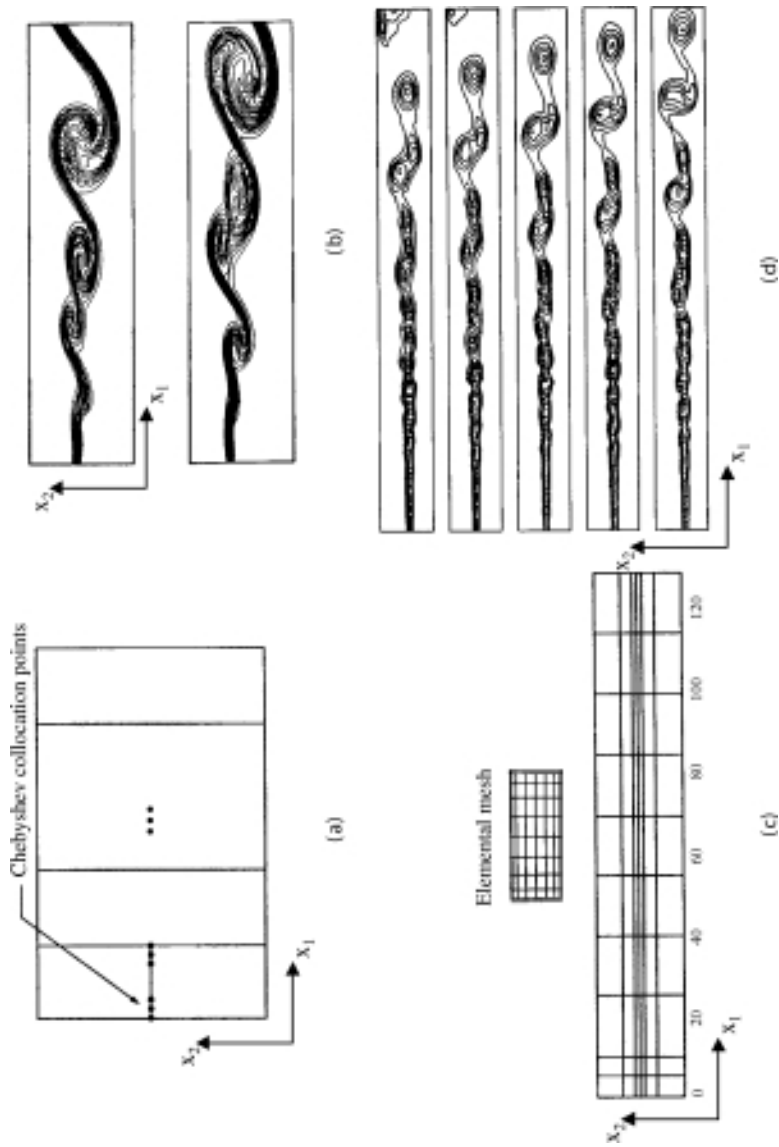 Chebyshev collocation points
X₂
X₁
(a)
X₂
X₁
(b)
Elemental mesh
X₂
0 20 40 60 80 100 120
X₁
(c)
X₂
X₁
(d)